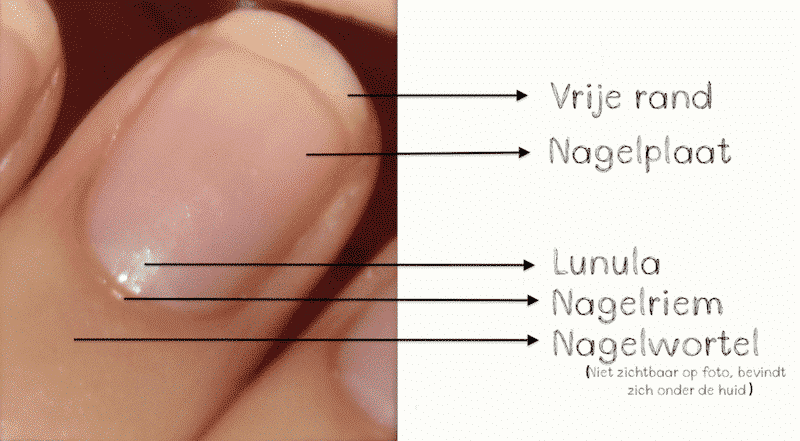 Vrije rand
Nagelplaat
Lunula
Nagelriem
Nagelwortel
(Niet zichtbaar op foto, bevindt
zich onder de huid)